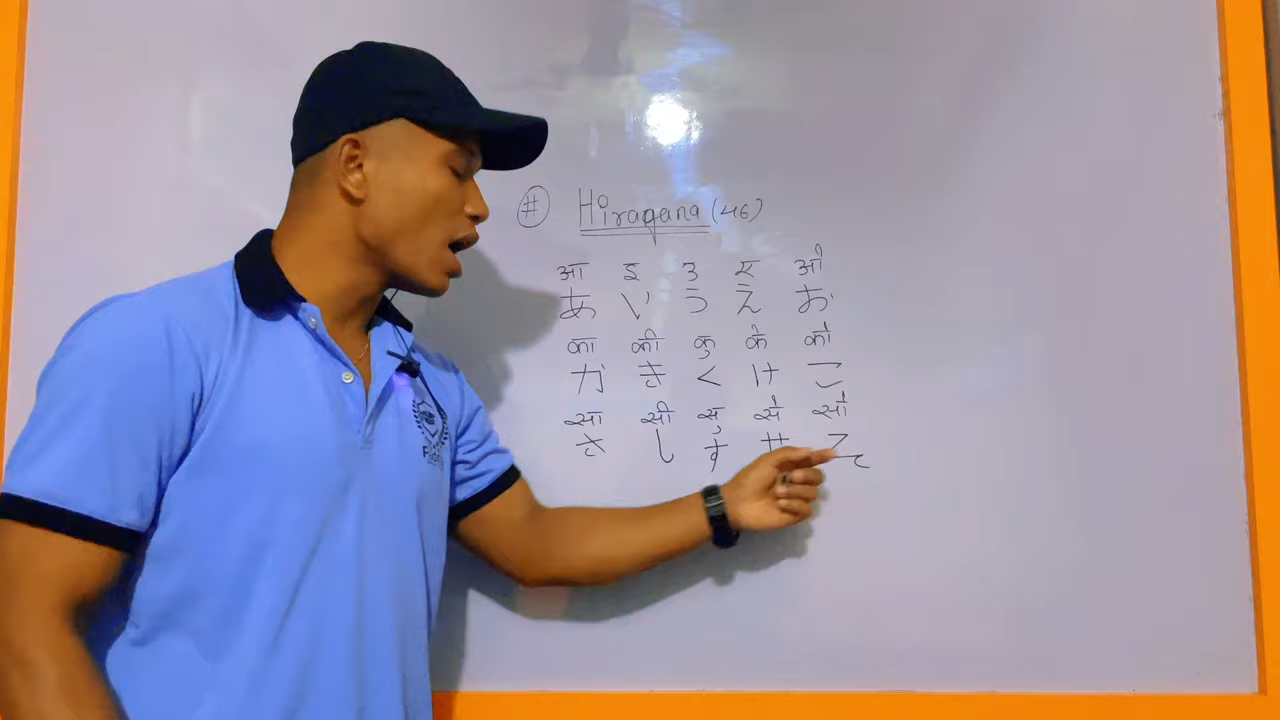 # Hiragana (46)
आ इ उ ए ओ
あ い う え お
का की कु के को
か き く け こ
सा सी सु से सो
さ し す せ そ